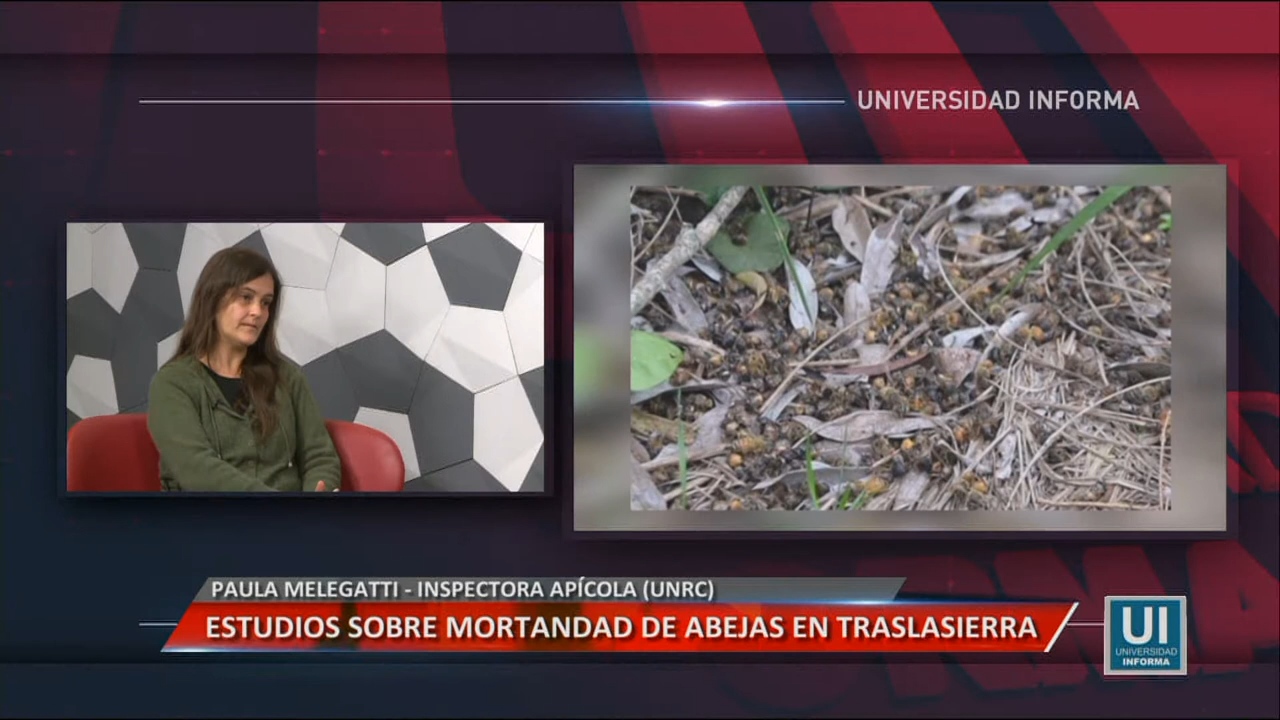 UNIVERSIDAD INFORMA
PAULA MELEGATTI - INSPECTORA APÍCOLA (UNRC)
ESTUDIOS SOBRE MORTANDAD DE ABEJAS EN TRASLASIERRA
UI
UNIVERSIDAD
INFORMA